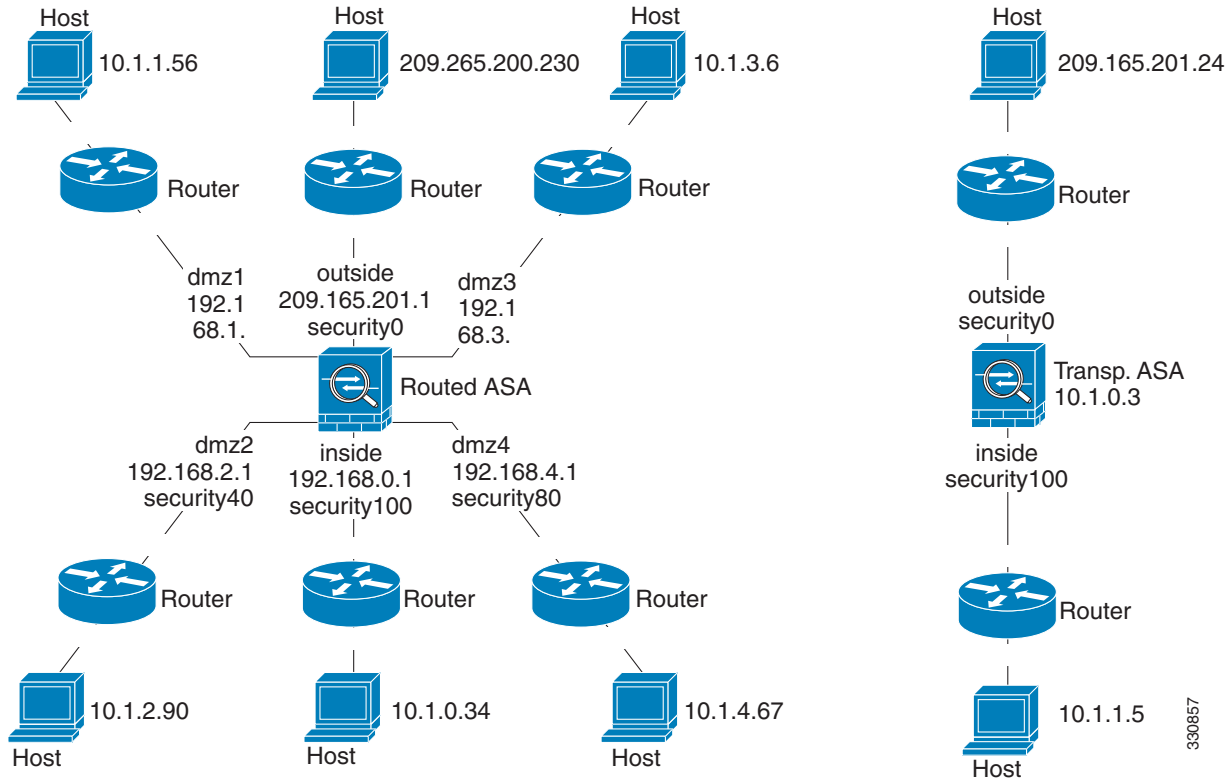 Host
10.1.1.56
Host
209.265.200.230
Host
10.1.3.6
Host
209.165.201.24
Router
Router
Router
Router
dmz1
192.1
68.1.
outside
209.165.201.1
security0
dmz3
192.1
68.3.
outside
security0
Routed ASA
Transp. ASA
10.1.0.3
dmz2
192.168.2.1
security40
inside
192.168.0.1
security100
dmz4
192.168.4.1
security80
inside
security100
Router
Router
Router
Router
10.1.2.90
Host
10.1.0.34
Host
10.1.4.67
Host
10.1.1.5
Host
330857